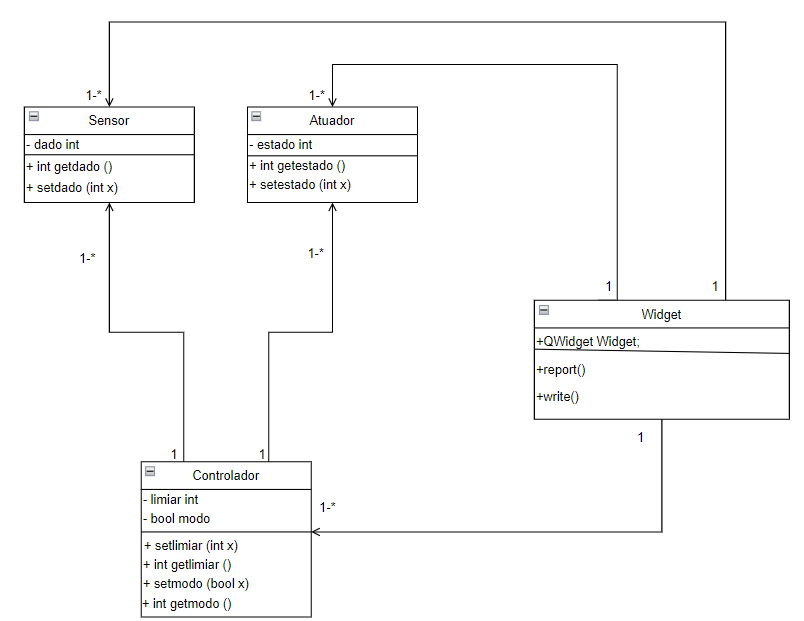 1-*
Sensor
- dado int
+ int getdado ()
+ setdado (int x)
1-*
1-*
Atuador
- estado int
+ int getestado ()
+ setestado (int x)
1-*
1
1
Widget
+QWidget Widget;
+report()
+write()
1
1
1
Controlador
- limiar int
- bool modo
+ setlimiar (int x)
+ int getlimiar ()
+ setmodo (bool x)
+ int getmodo ()
1-*